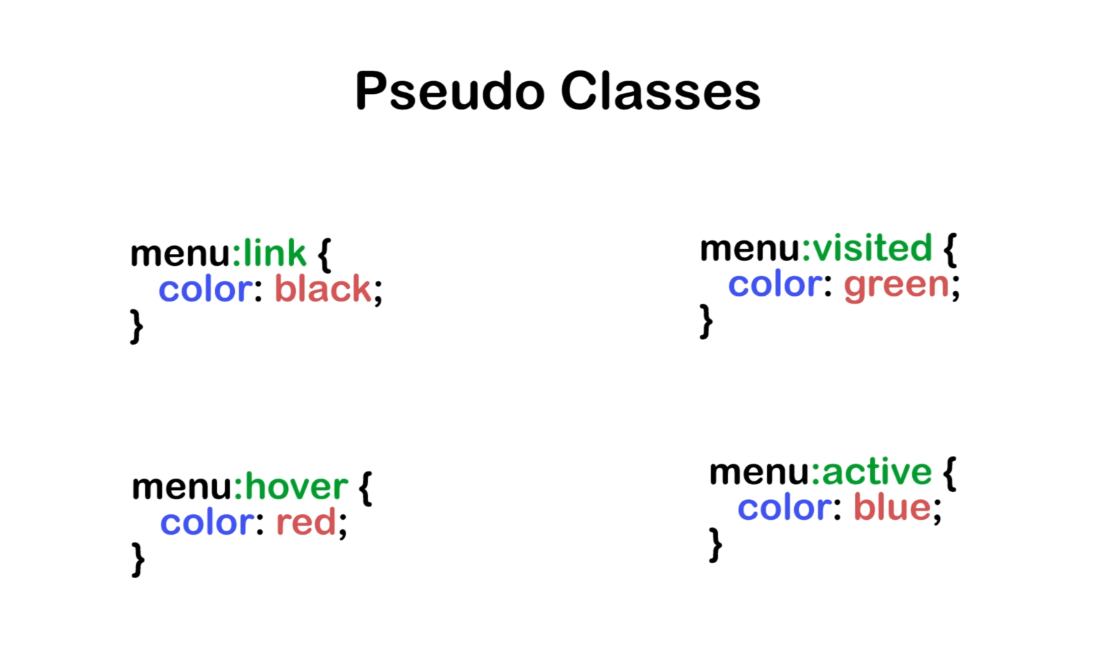 Pseudo Classes
menu:link {
color: black;
}
menu:visited {
color: green;
}
menu:hover {
color: red;
}
menu:active {
color: blue;
}